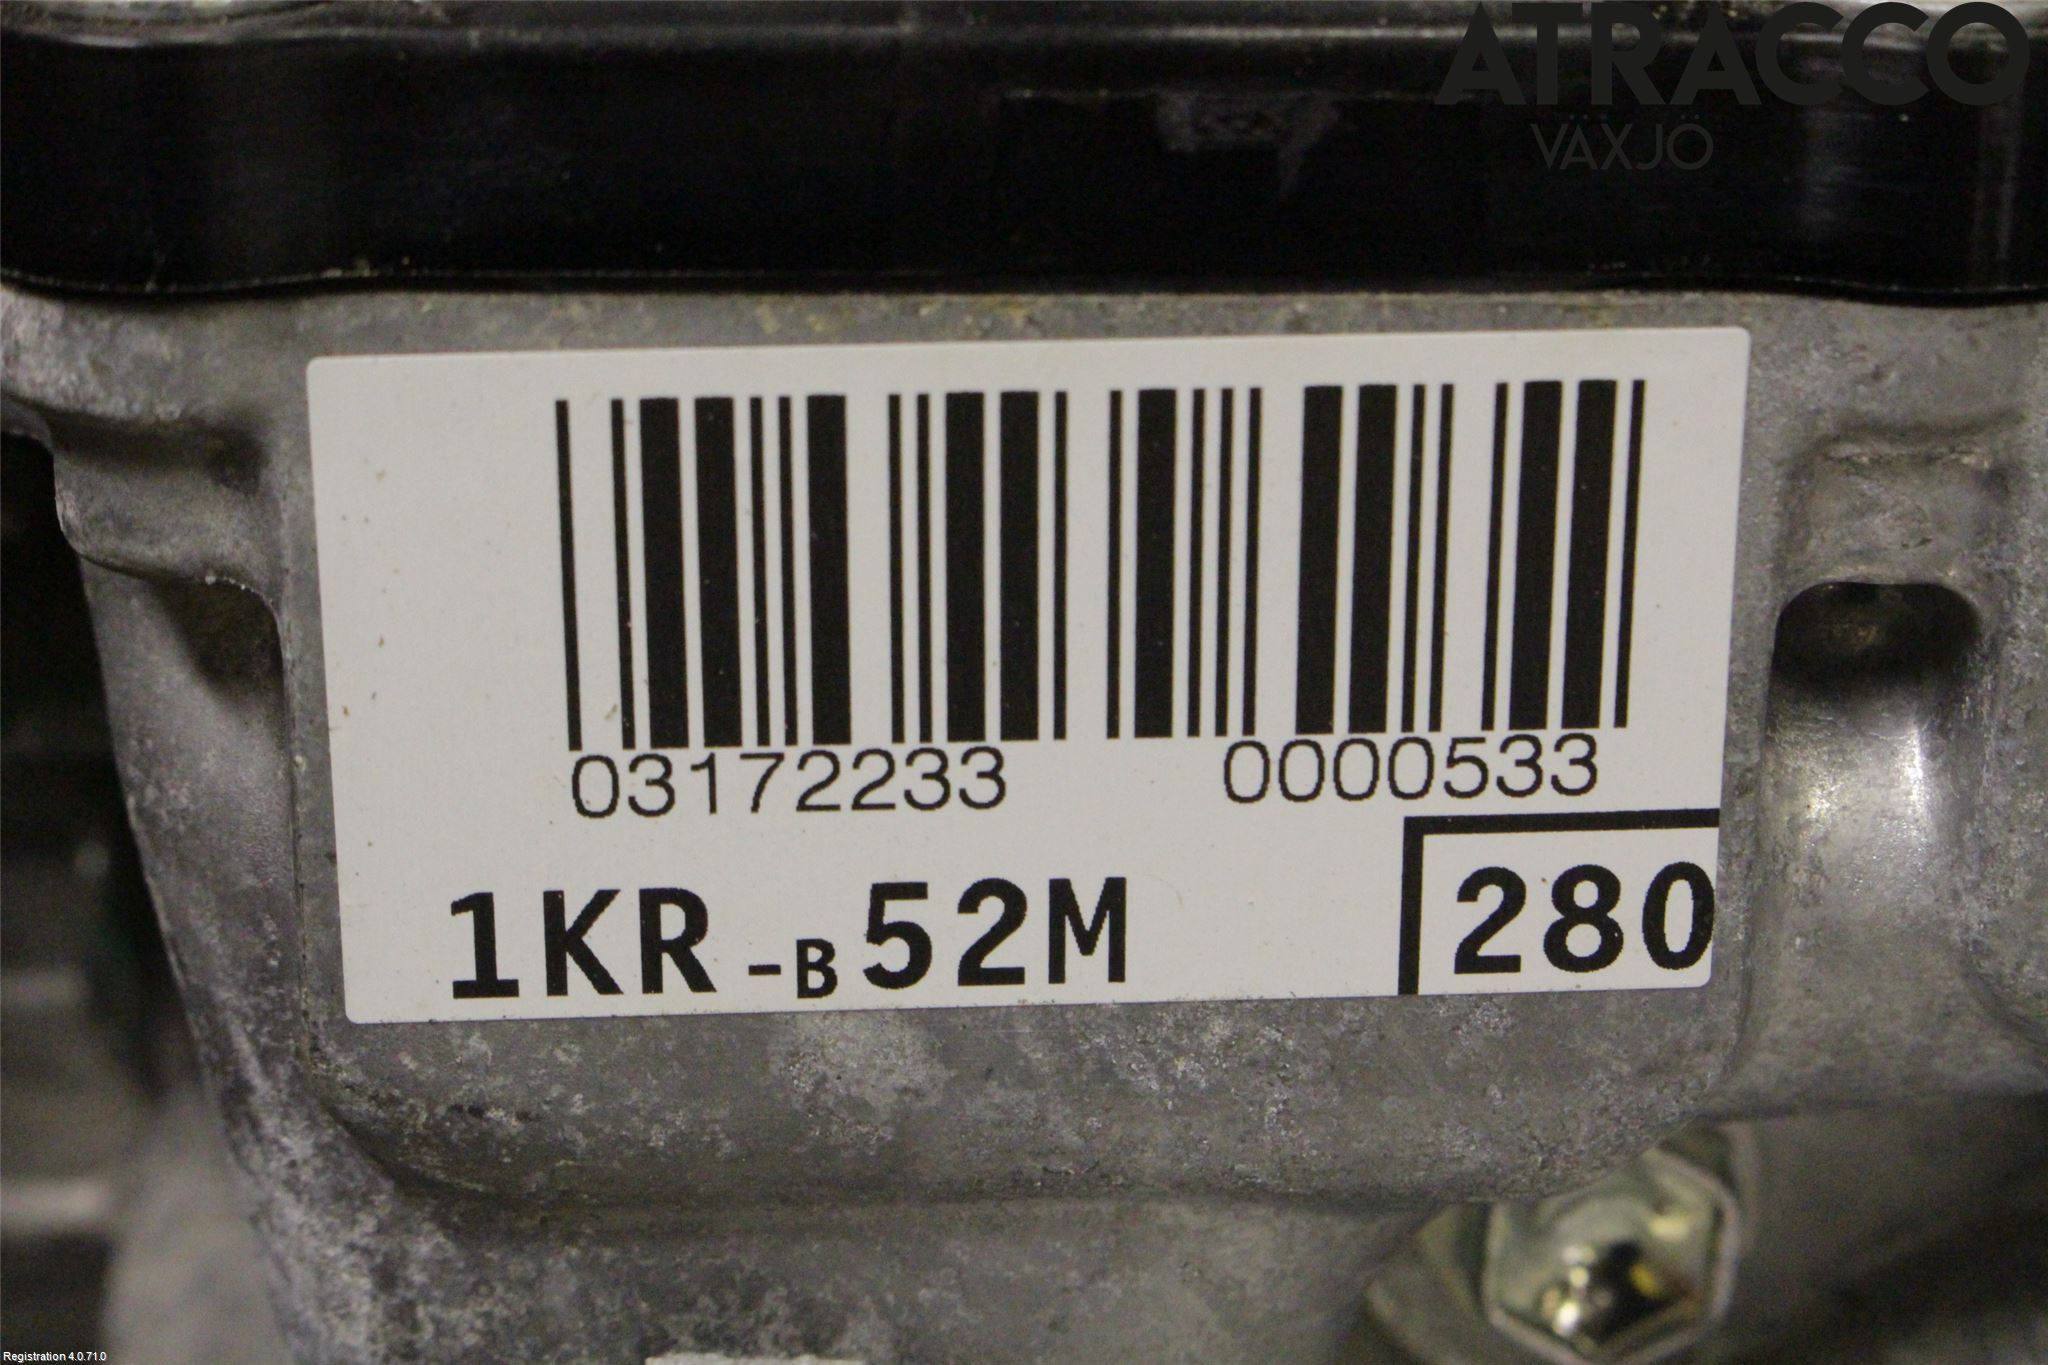 ATRACCO
VÄXJÖ
03172233 0000533
1KR-B52M 280
Registration 4.0.71.0